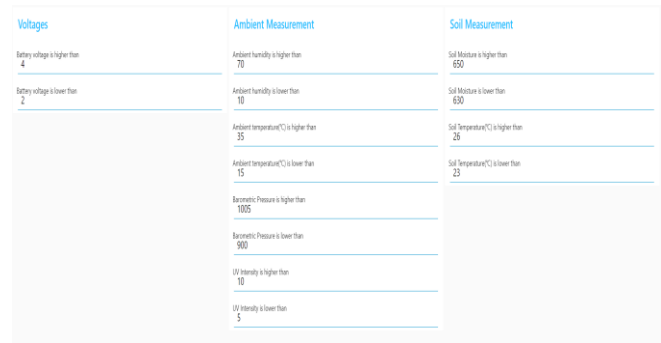 Voltages
Battery voltage is higher than
4
Battery voltage is lower than
2
Ambient Measurement
Ambient humidity is higher than
70
Ambient humidity is lower than
10
Ambient temperature(°C) is higher than
35
Ambient temperature(°C) is lower than
15
Barometric Pressure is higher than
1005
Barometric Pressure is lower than
900
UV Intensity is higher than
10
UV Intensity is lower than
5
Soil Measurement
Soil Moisture is higher than
650
Soil Moisture is lower than
630
Soil Temperature(°C) is higher than
26
Soil Temperature(°C) is lower than
23